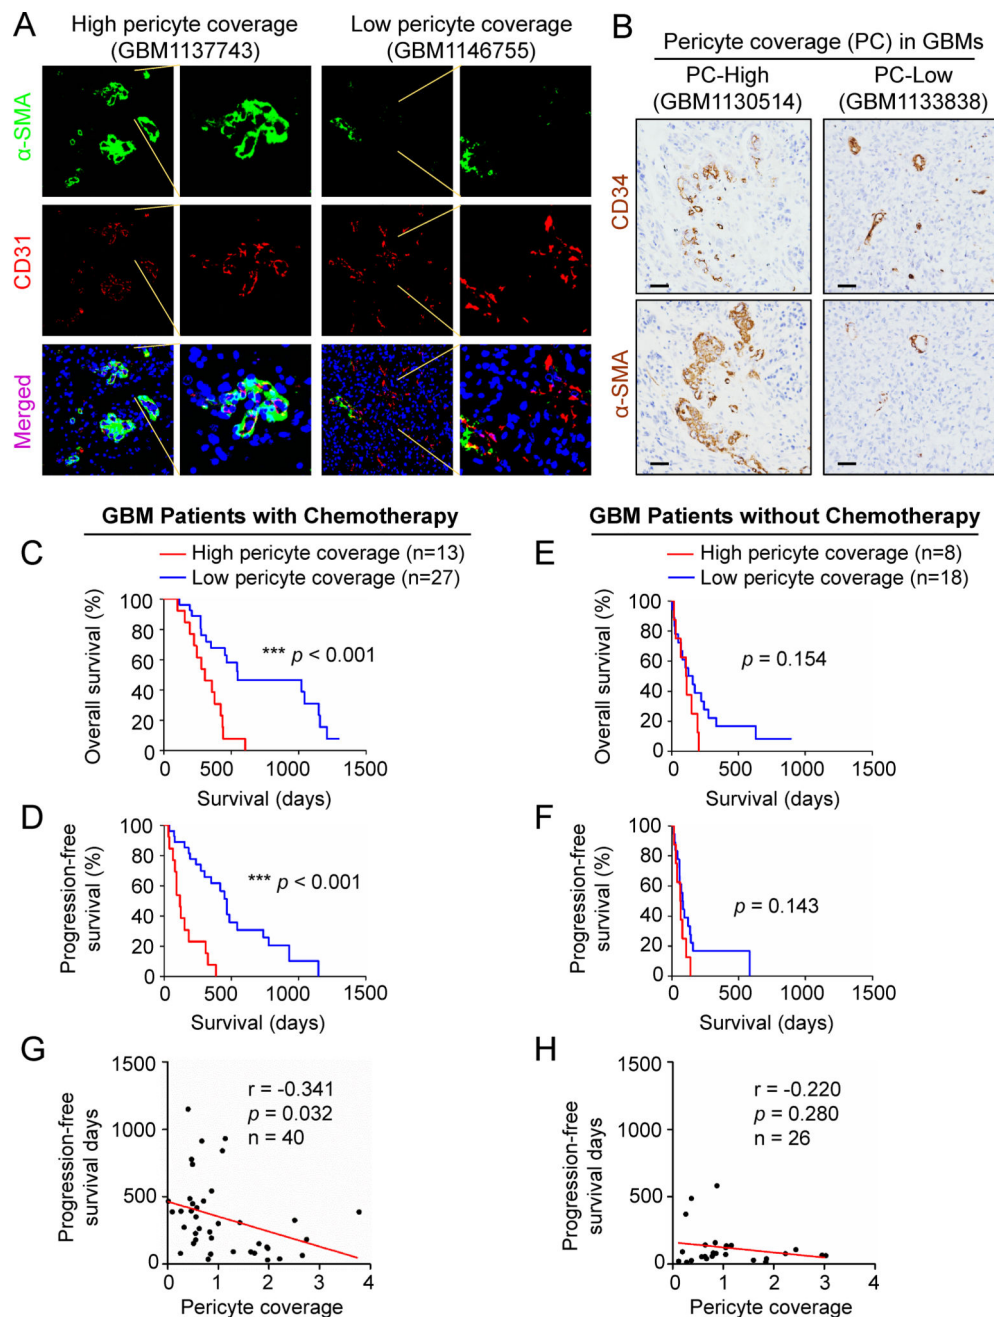 A
High pericyte coverage
(GBM1137743)
Low pericyte coverage
(GBM1146755)
α-SMA
CD31
Merged
B
Pericyte coverage (PC) in GBMs
PC-High
(GBM1130514)
PC-Low
(GBM1133838)
CD34
α-SMA
GBM Patients with Chemotherapy
C
High pericyte coverage (n=13)
Low pericyte coverage (n=27)
Overall survival (%)
100
80
60
40
20
0
*** p < 0.001
0
500
1000
1500
Survival (days)
D
Progression-free
survival (%)
100
80
60
40
20
0
*** p < 0.001
0
500
1000
1500
Survival (days)
GBM Patients without Chemotherapy
E
High pericyte coverage (n=8)
Low pericyte coverage (n=18)
Overall survival (%)
100
80
60
40
20
0
p = 0.154
0
500
1000
1500
Survival (days)
F
Progression-free
survival (%)
100
80
60
40
20
0
p = 0.143
0
500
1000
1500
Survival (days)
G
Progression-free
survival days
1500
1000
500
0
r = -0.341
p = 0.032
n = 40
0
1
2
3
4
Pericyte coverage
H
Progression-free
survival days
1500
1000
500
0
r = -0.220
p = 0.280
n = 26
0
1
2
3
4
Pericyte coverage